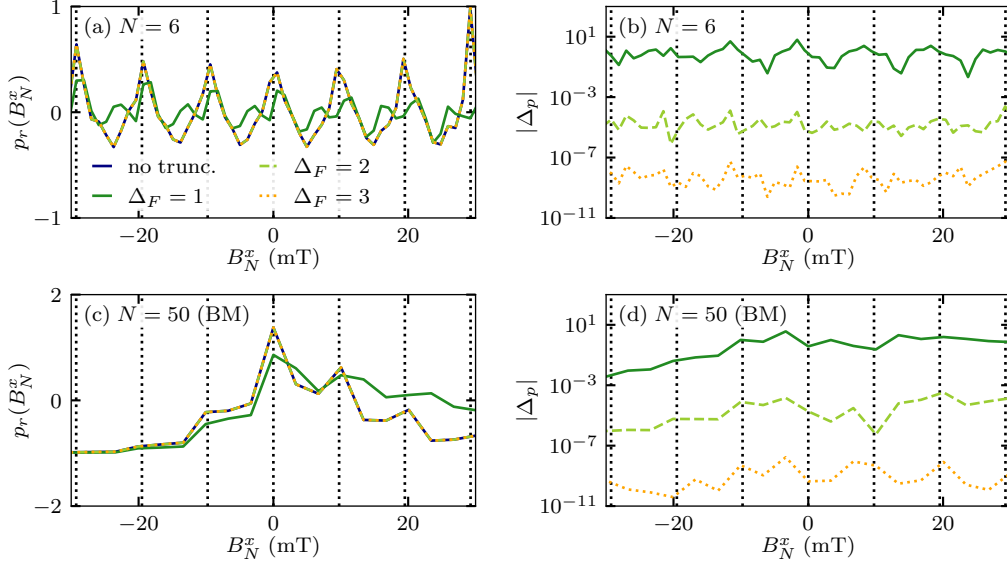 (a) N = 6
1
0
−1
p_r(B_N^x)
no trunc.
Δ_F = 1
Δ_F = 2
Δ_F = 3
−20
0
20
B_N^x (mT)
(b) N = 6
10^1
10^−3
10^−7
10^−11
|Δ_p|
−20
0
20
B_N^x (mT)
(c) N = 50 (BM)
2
0
−2
p_r(B_N^x)
−20
0
20
B_N^x (mT)
(d) N = 50 (BM)
10^1
10^−3
10^−7
10^−11
|Δ_p|
−20
0
20
B_N^x (mT)